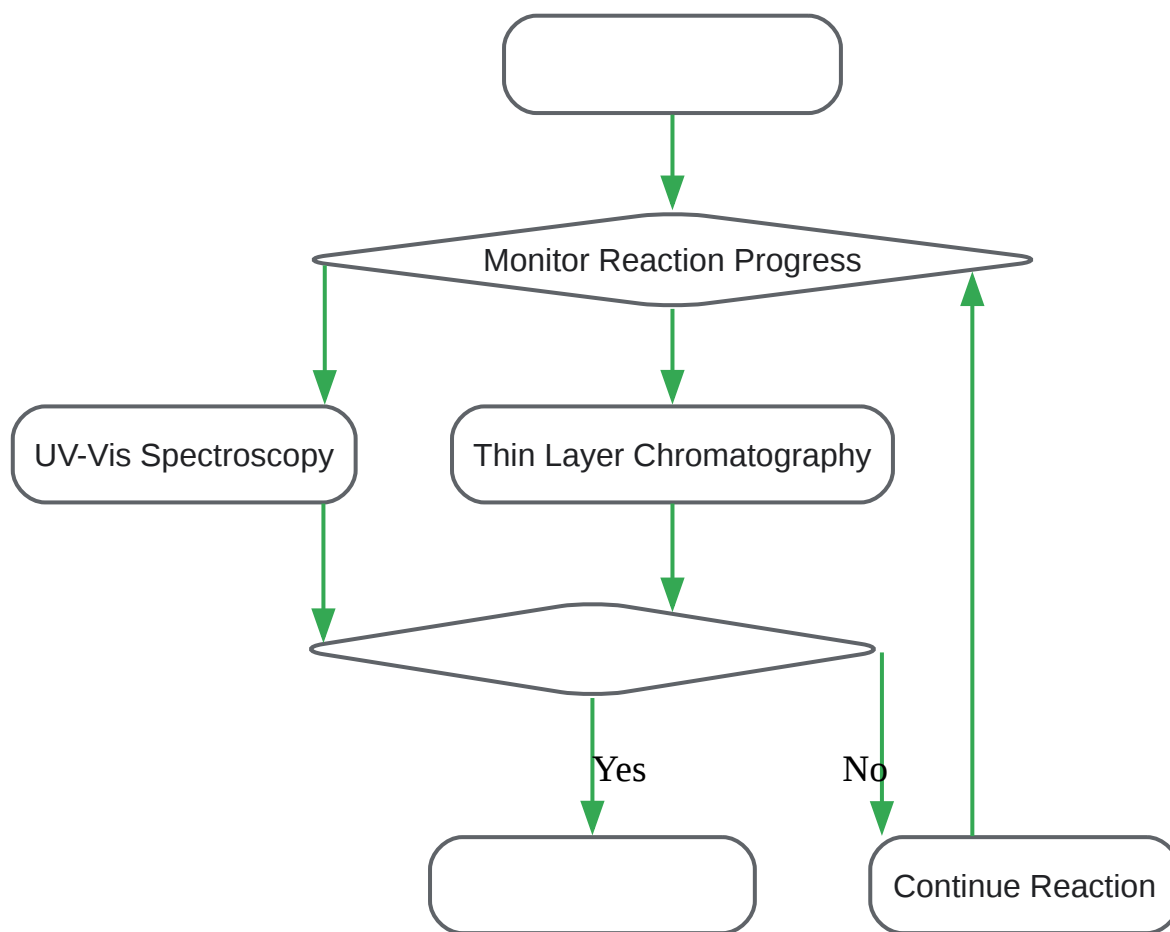 Monitor Reaction Progress
UV-Vis Spectroscopy
Thin Layer Chromatography
Yes
No
Continue Reaction